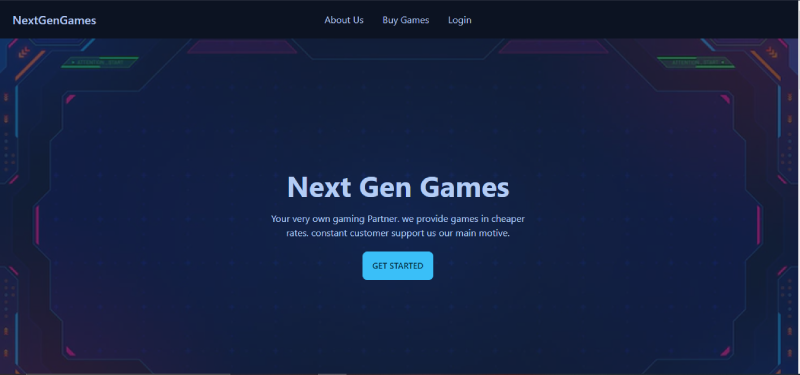 NextGenGames
About Us Buy Games Login
Next Gen Games
Your very own gaming Partner. we provide games in cheaper
rates. constant customer support us our main motive.
GET STARTED